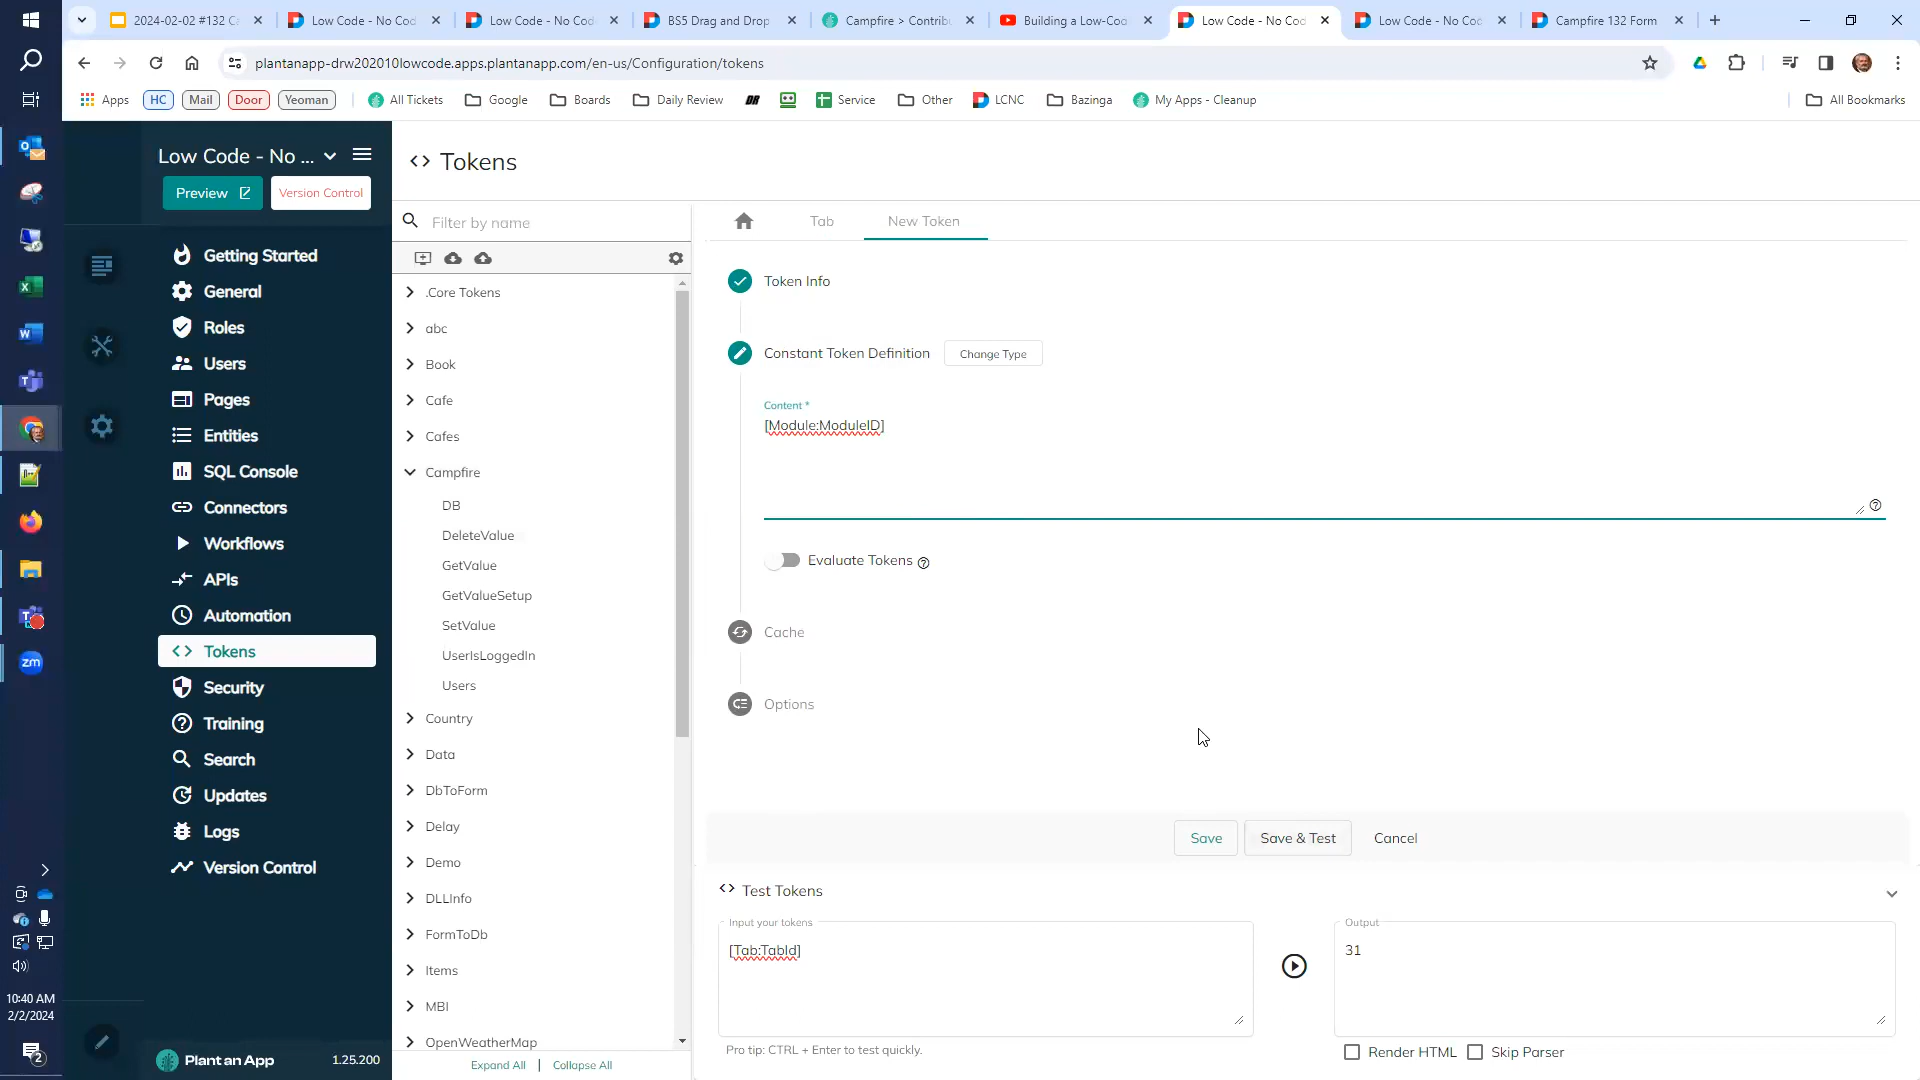 2024-02-02 #132 Ca
Low Code - No Cod
Low Code - No Cod
BS5 Drag and Drop
Campfire > Contribu
Building a Low-Cod
Low Code - No Cod
Low Code - No Cod
Campfire 132 Form
plantanapp-drw202010lowcode.apps.plantanapp.com/en-us/Configuration/tokens
Apps
HC
Mail
Door
Yeoman
All Tickets
Google
Boards
Daily Review
Service
Other
LCNC
Bazinga
My Apps - Cleanup
All Bookmarks
Low Code - No ...
Preview
Version Control
Getting Started
General
Roles
Users
Pages
Entities
SQL Console
Connectors
Workflows
APIs
Automation
Tokens
Security
Training
Search
Updates
Logs
Version Control
Plant an App
1.25.200
Tokens
Filter by name
.Core Tokens
abc
Book
Cafe
Cafes
Campfire
DB
DeleteValue
GetValue
GetValueSetup
SetValue
UserIsLoggedIn
Users
Country
Data
DbToForm
Delay
Demo
DLLInfo
FormToDb
Items
MBI
OpenWeatherMap
Expand All | Collapse All
Tab
New Token
Token Info
Constant Token Definition
Change Type
Content *
[Module:ModuleID]
Evaluate Tokens
Cache
Options
Save
Save & Test
Cancel
Test Tokens
Input your tokens
[Tab:TabId]
Output
31
Pro tip: CTRL + Enter to test quickly.
Render HTML
Skip Parser
zm
10:40 AM
2/2/2024
2